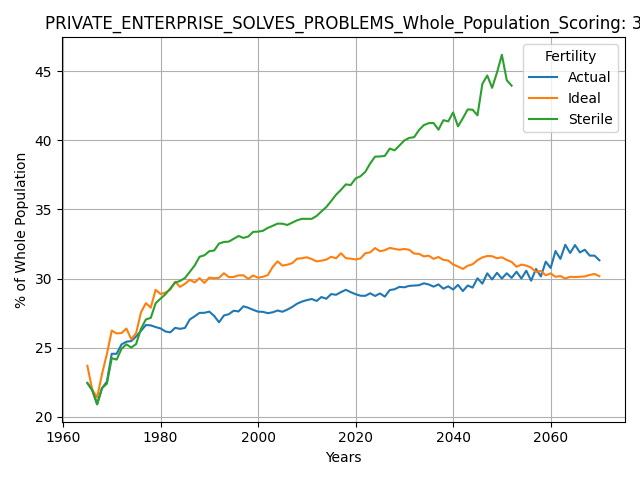 PRIVATE_ENTERPRISE_SOLVES_PROBLEMS_Whole_Population_Scoring: 3
Fertility
Actual
Ideal
Sterile
% of Whole Population
45
40
35
30
25
20
1960
1980
2000
2020
2040
2060
Years